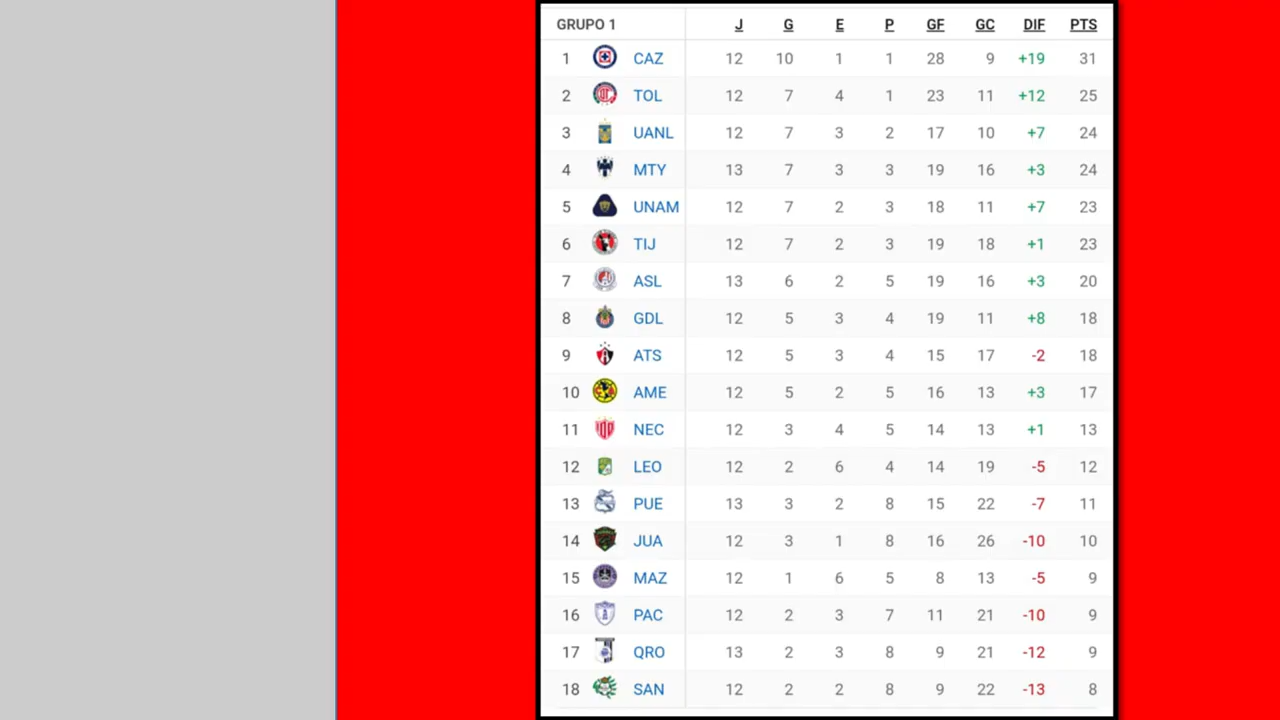 GRUPO 1 J G E P GF GC DIF PTS
1 CAZ 12 10 1 1 28 9 +19 31
2 TOL 12 7 4 1 23 11 +12 25
3 UANL 12 7 3 2 17 10 +7 24
4 MTY 13 7 3 3 19 16 +3 24
5 UNAM 12 7 2 3 18 11 +7 23
6 TIJ 12 7 2 3 19 18 +1 23
7 ASL 13 6 2 5 19 16 +3 20
8 GDL 12 5 3 4 19 11 +8 18
9 ATS 12 5 3 4 15 17 -2 18
10 AME 12 5 2 5 16 13 +3 17
11 NEC 12 3 4 5 14 13 +1 13
12 LEO 12 2 6 4 14 19 -5 12
13 PUE 13 3 2 8 15 22 -7 11
14 JUA 12 3 1 8 16 26 -10 10
15 MAZ 12 1 6 5 8 13 -5 9
16 PAC 12 2 3 7 11 21 -10 9
17 QRO 13 2 3 8 9 21 -12 9
18 SAN 12 2 2 8 9 22 -13 8